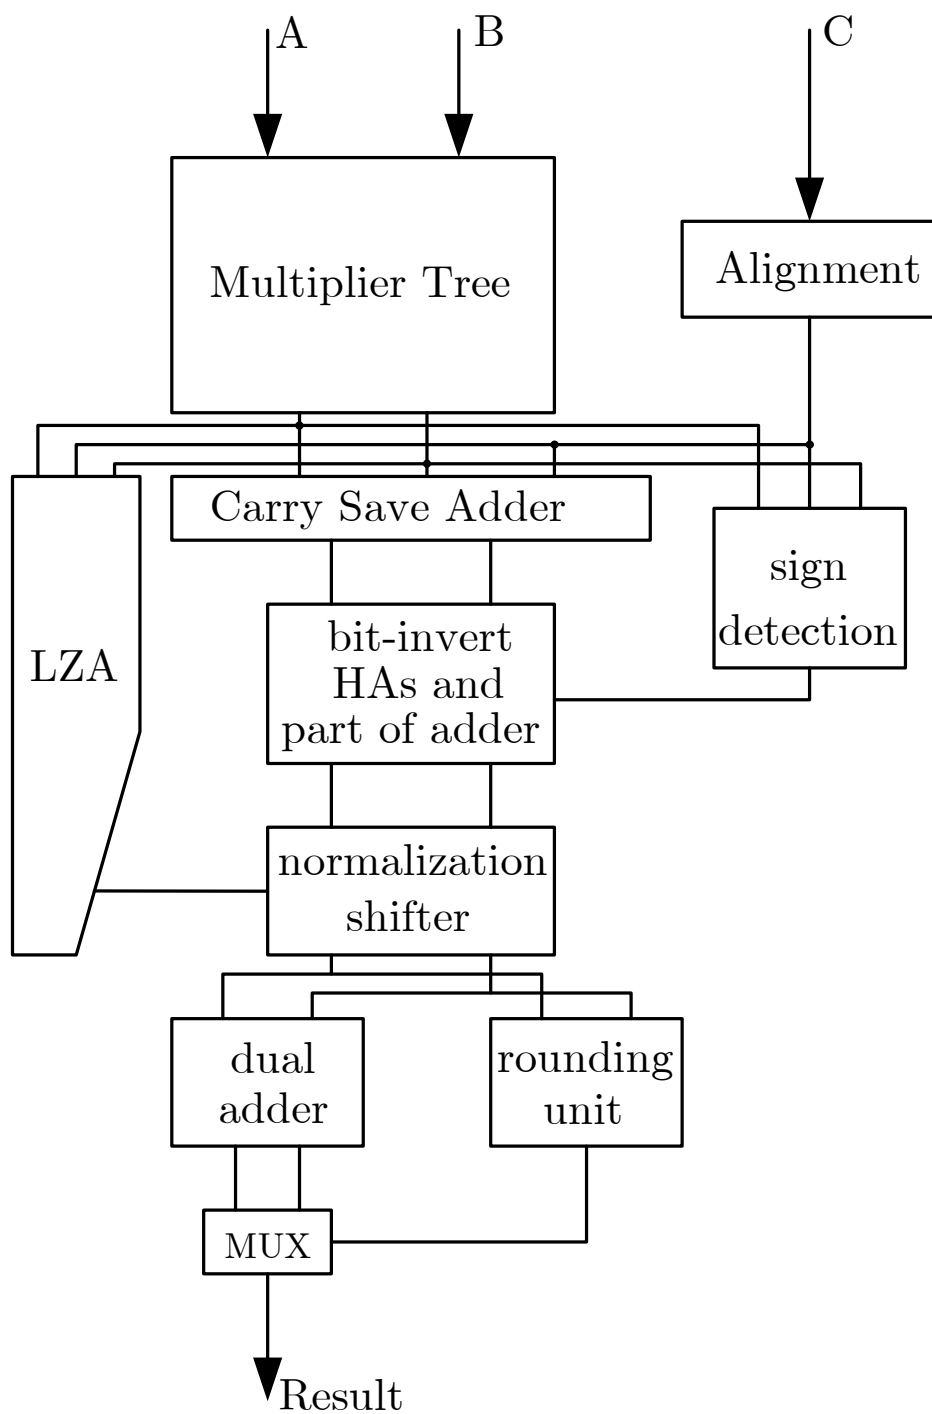 A
B
C
Multiplier Tree
Alignment
Carry Save Adder
sign
detection
LZA
bit-invert
HAs and
part of adder
normalization
shifter
dual
adder
rounding
unit
MUX
Result